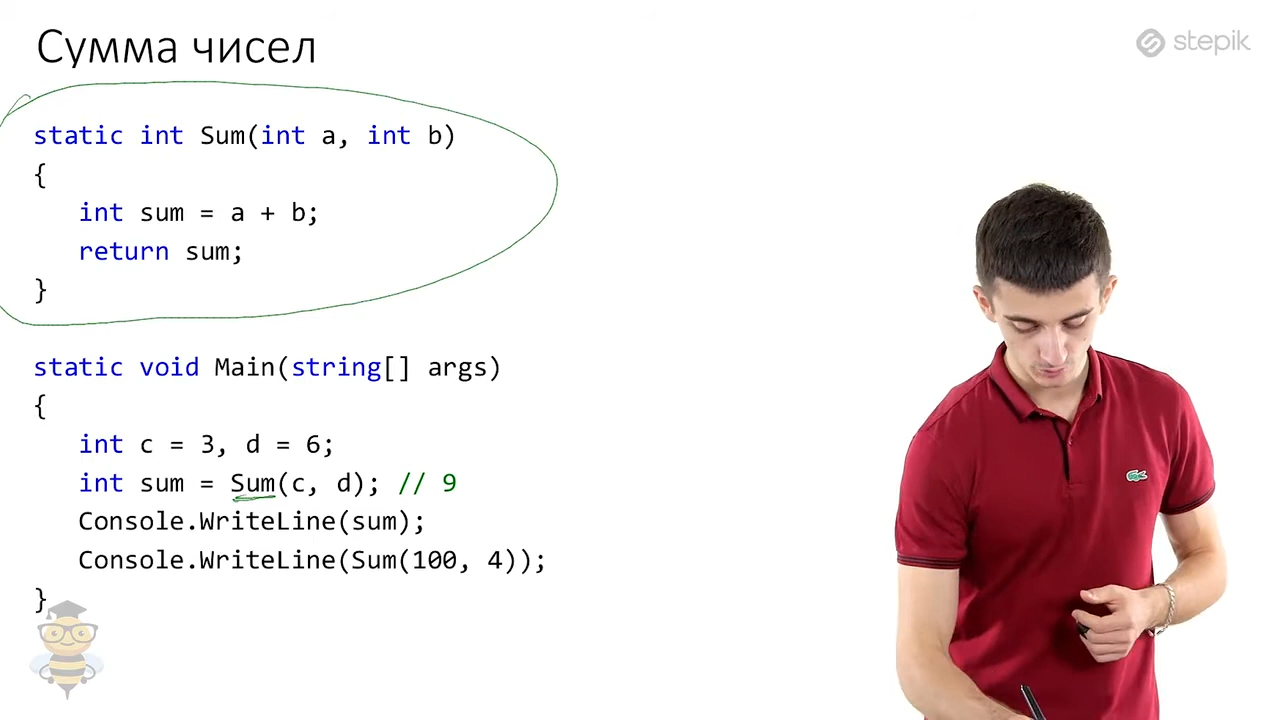 Сумма чисел
stepik
static int Sum(int a, int b)
{
int sum = a + b;
return sum;
}
static void Main(string[] args)
{
int c = 3, d = 6;
int sum = Sum(c, d); // 9
Console.WriteLine(sum);
Console.WriteLine(Sum(100, 4));
}